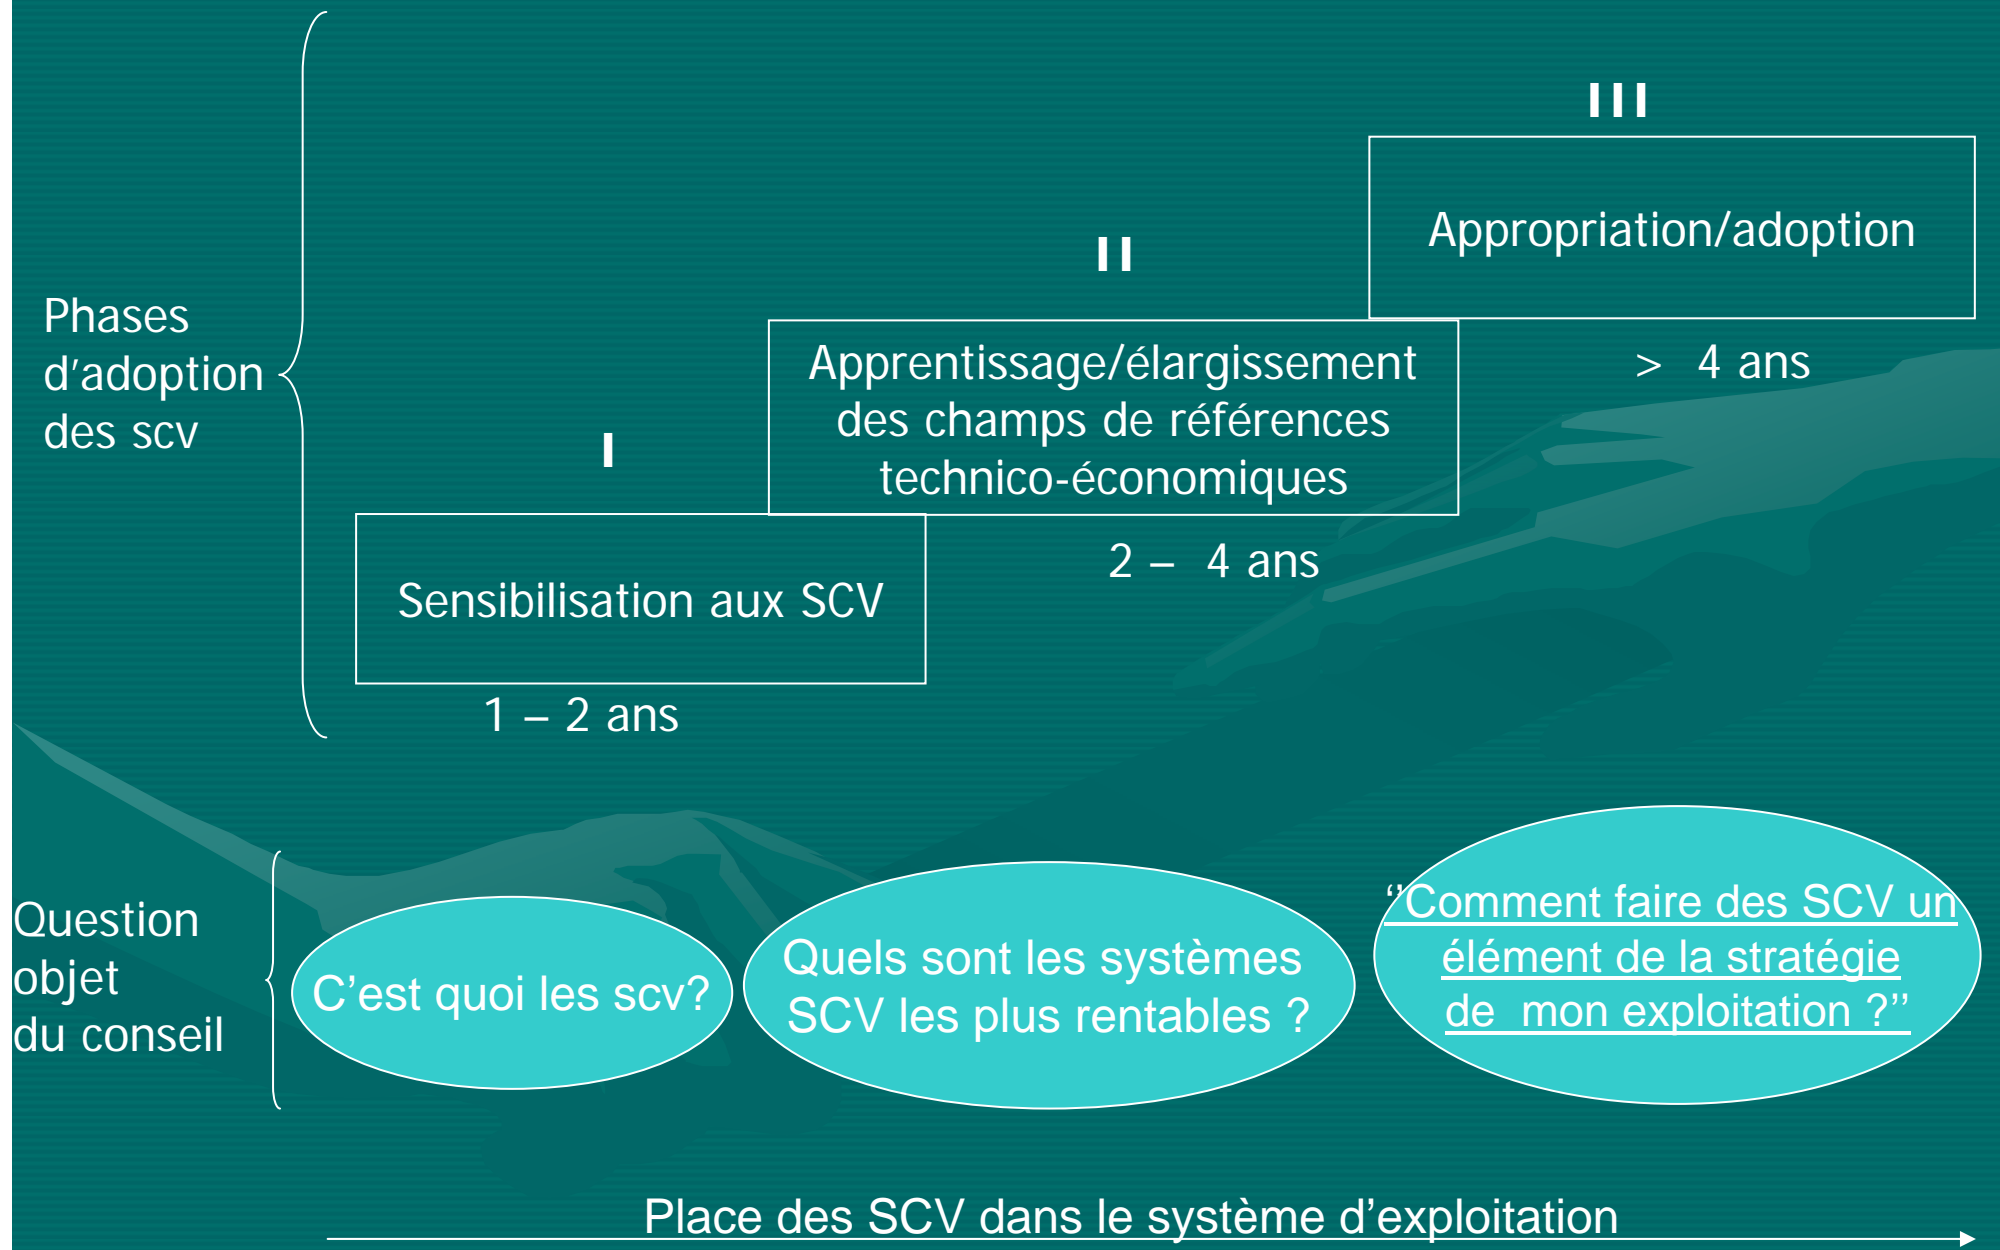 III
Appropriation/adoption
> 4 ans
II
Apprentissage/élargissement
des champs de références
technico-économiques
2 – 4 ans
Phases
d'adoption
des scv
I
Sensibilisation aux SCV
1 – 2 ans
Question
objet
du conseil
C’est quoi les scv?
Quels sont les systèmes
SCV les plus rentables ?
‘’Comment faire des SCV un
élément de la stratégie
de mon exploitation ?’’
Place des SCV dans le système d’exploitation